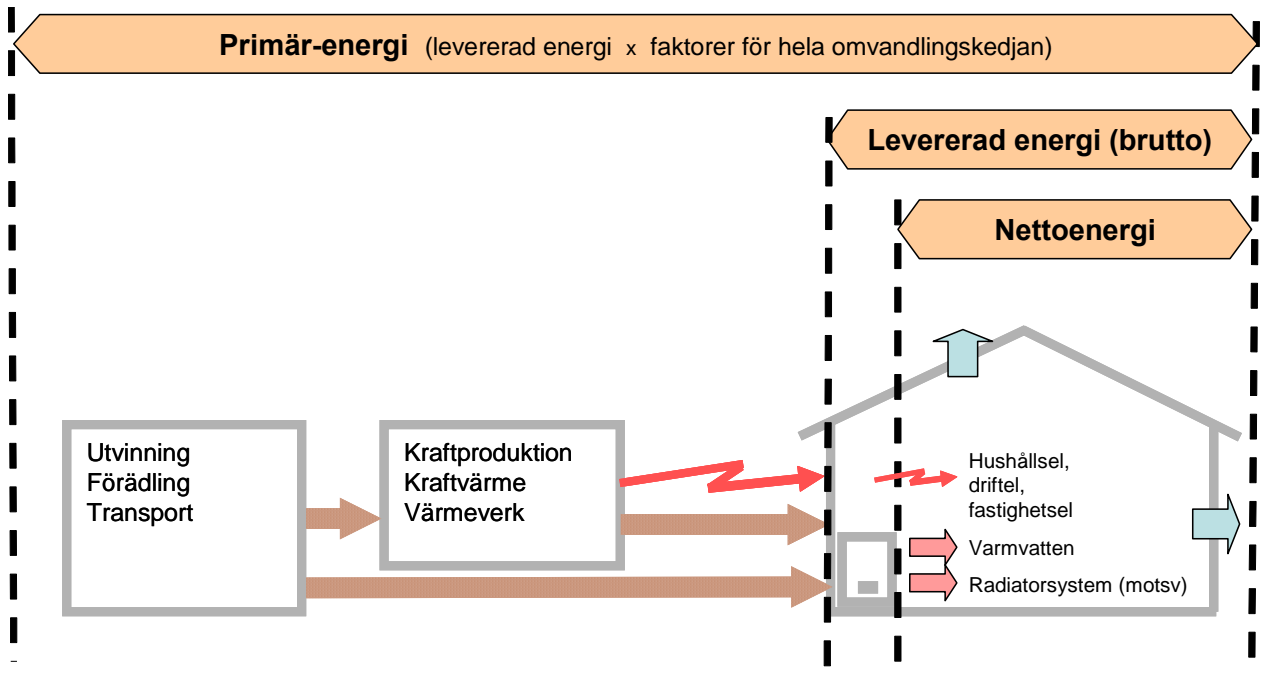 Primär-energi (levererad energi x faktorer för hela omvandlingskedjan)
Levererad energi (brutto)
Nettoenergi
Utvinning
Förädling
Transport
Kraftproduktion
Kraftvärme
Värmeverk
Hushållsel,
driftel,
fastighetsel
Varmvatten
Radiatorsystem (motsv)